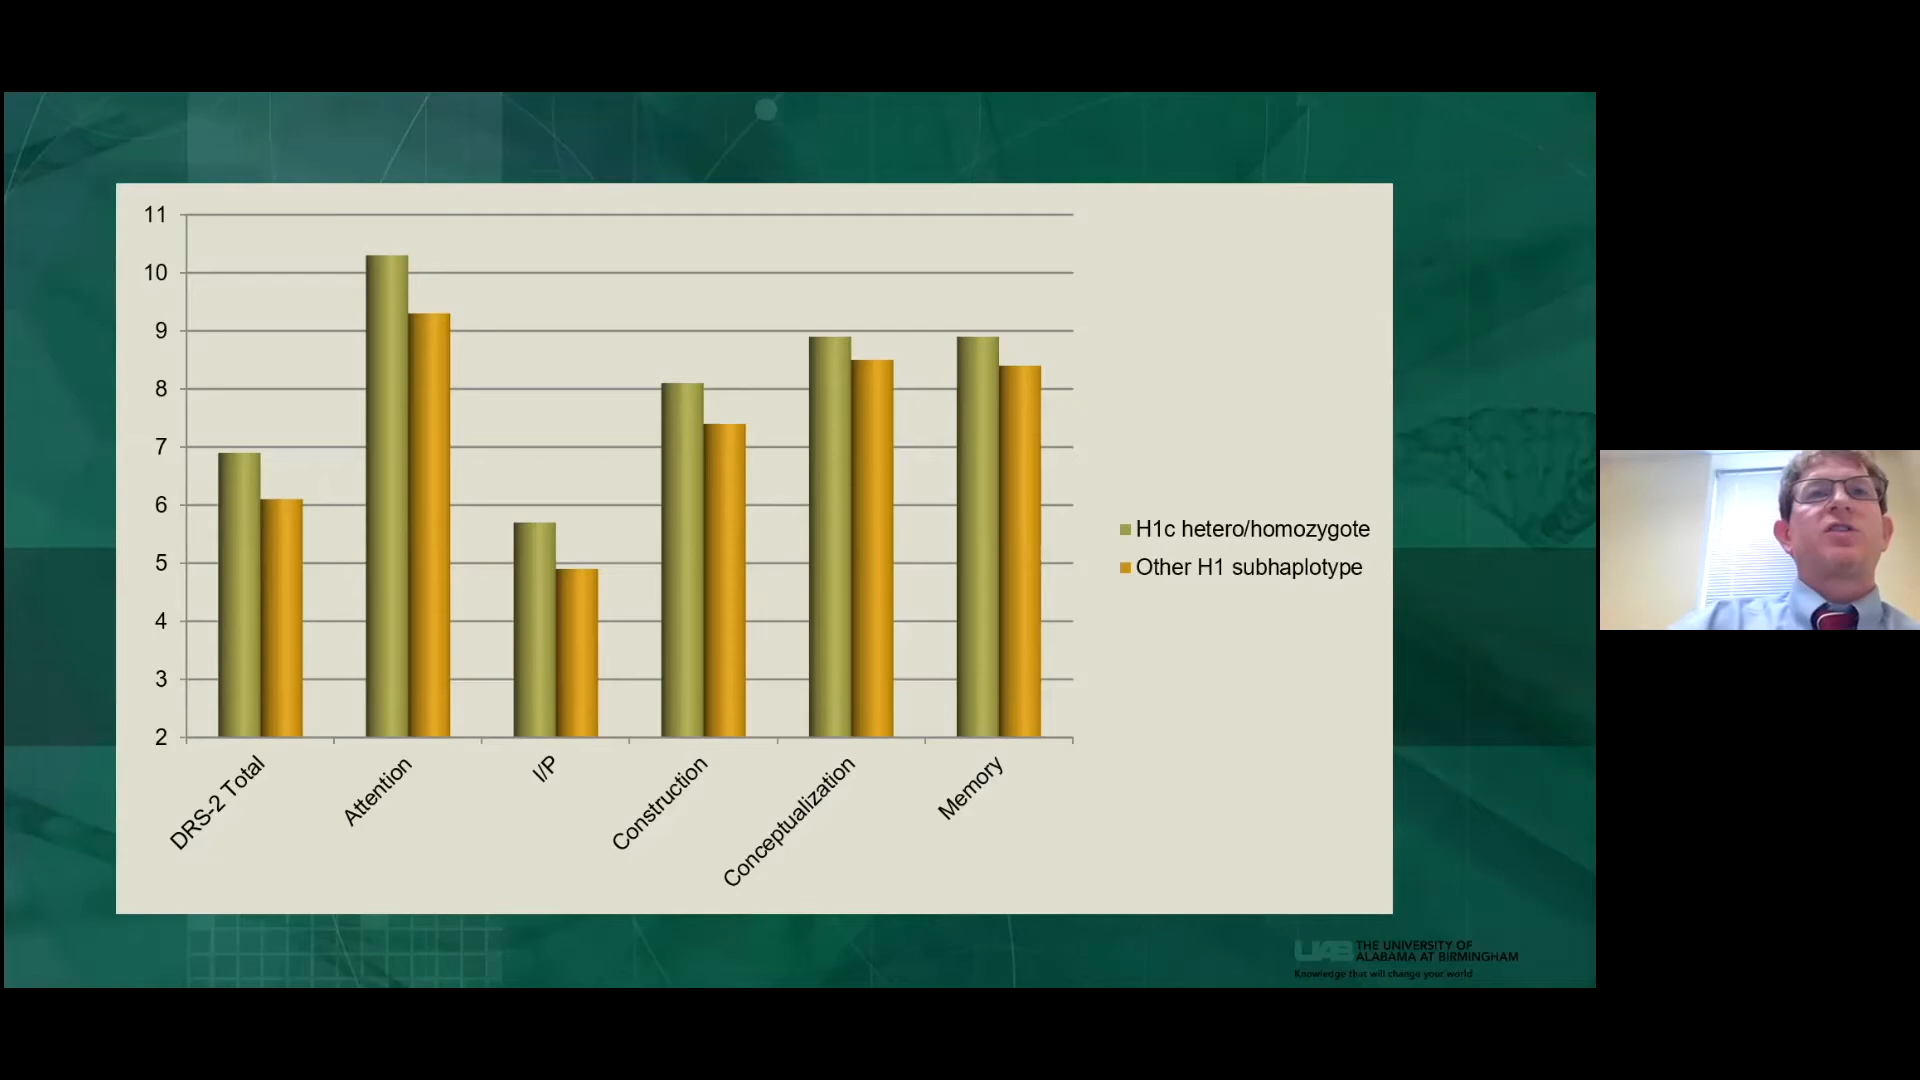 11
10
9
8
7
6
5
4
3
2
DRS-2 Total
Attention
I/P
Construction
Conceptualization
Memory
H1c hetero/homozygote
Other H1 subhaplotype
UAB THE UNIVERSITY OF
ALABAMA AT BIRMINGHAM
Knowledge that will change your world